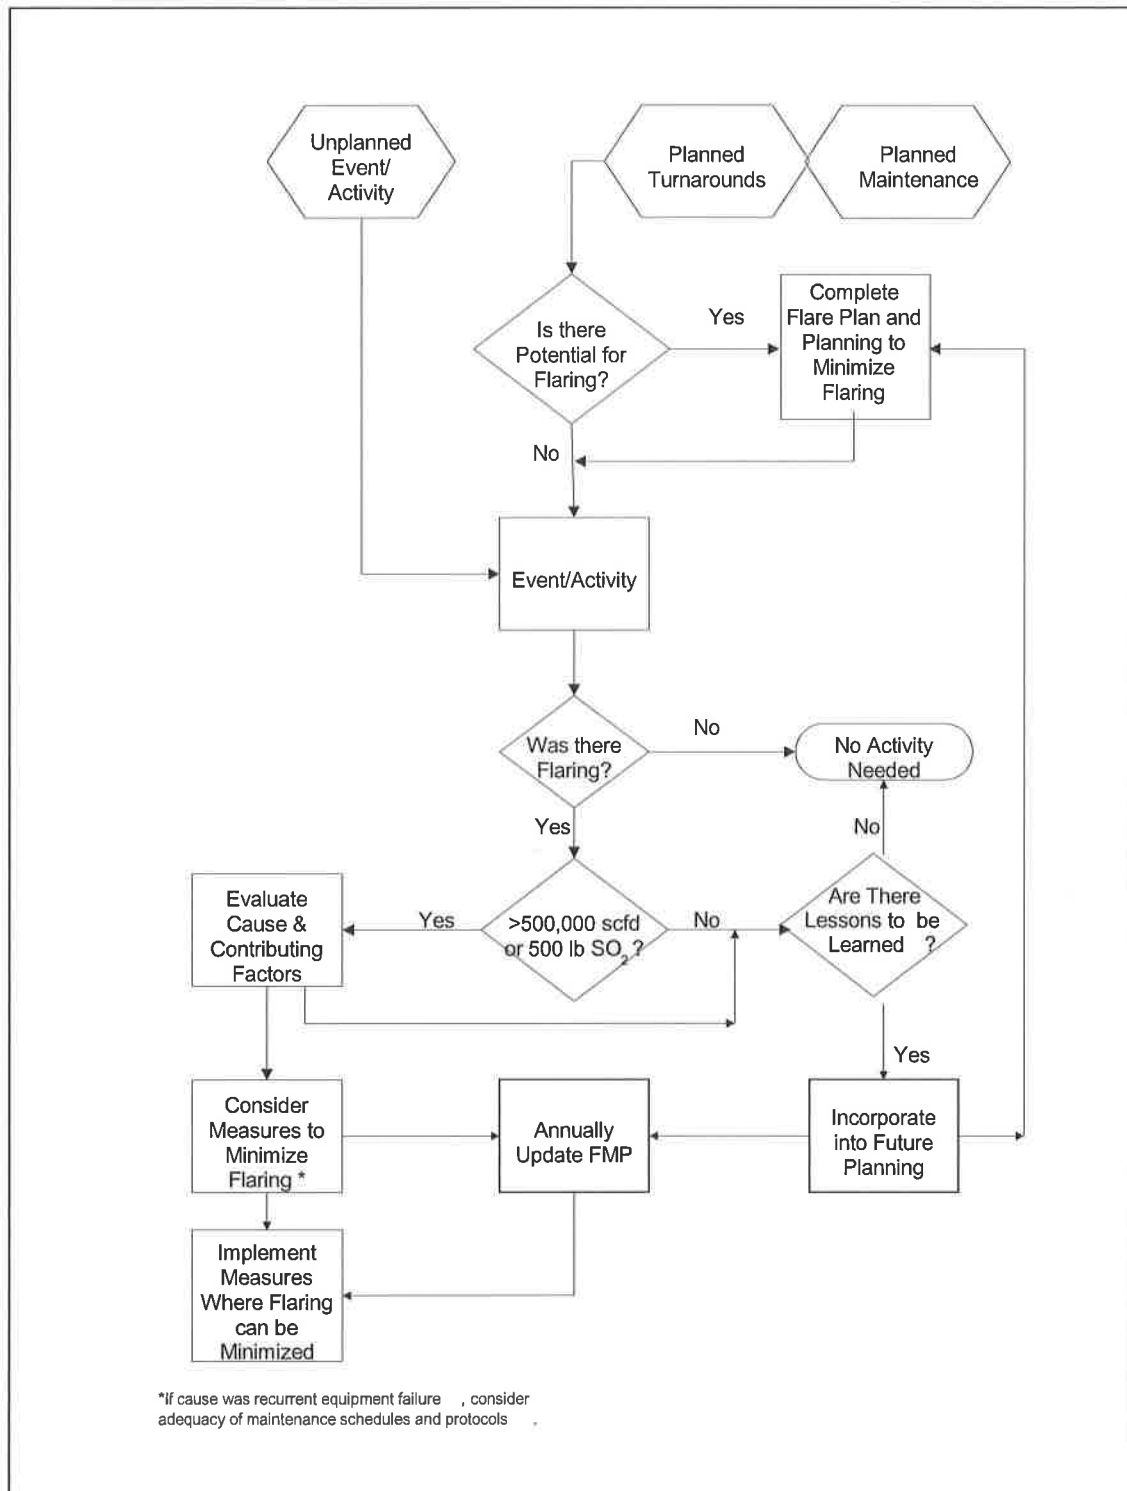 Unplanned
Event/
Activity
Planned
Turnarounds
Planned
Maintenance
Is there
Potential for
Flaring?
Yes
Complete
Flare Plan and
Planning to
Minimize
Flaring
No
Event/Activity
Was there
Flaring?
No
No Activity
Needed
Yes
No
>500,000 scfd
or 500 lb SO2?
Yes
No
Are There
Lessons to be
Learned ?
Evaluate
Cause &
Contributing
Factors
Yes
Consider
Measures to
Minimize
Flaring *
Annually
Update FMP
Incorporate
into Future
Planning
Implement
Measures
Where Flaring
can be
Minimized
*If cause was recurrent equipment failure , consider
adequacy of maintenance schedules and protocols .